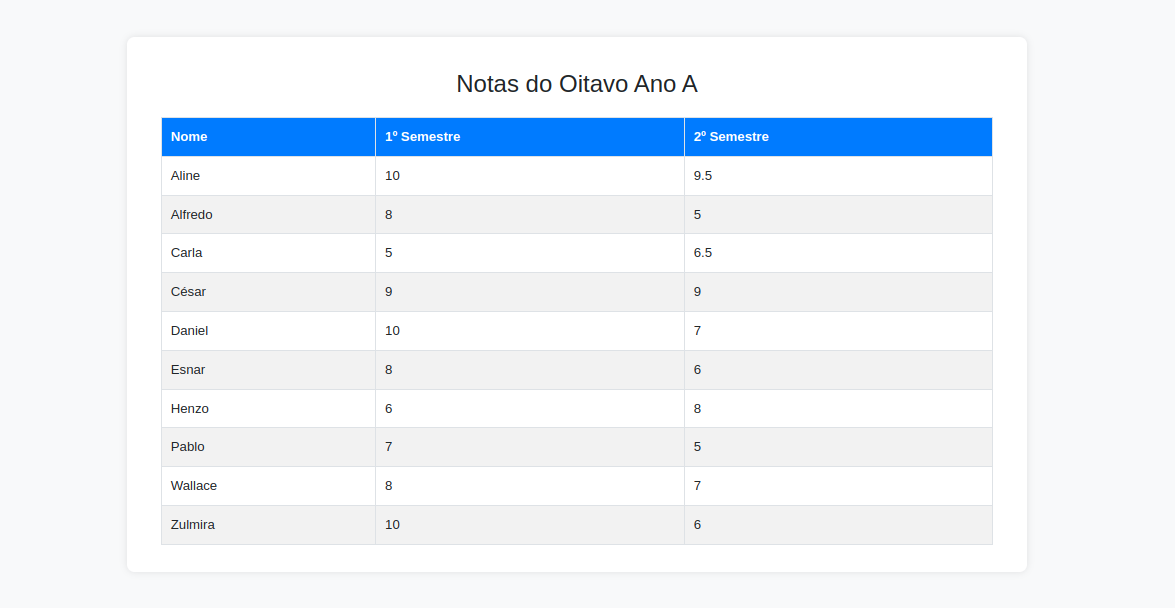 Notas do Oitavo Ano A
Nome 1º Semestre 2º Semestre
Aline 10 9.5
Alfredo 8 5
Carla 5 6.5
César 9 9
Daniel 10 7
Esnar 8 6
Henzo 6 8
Pablo 7 5
Wallace 8 7
Zulmira 10 6